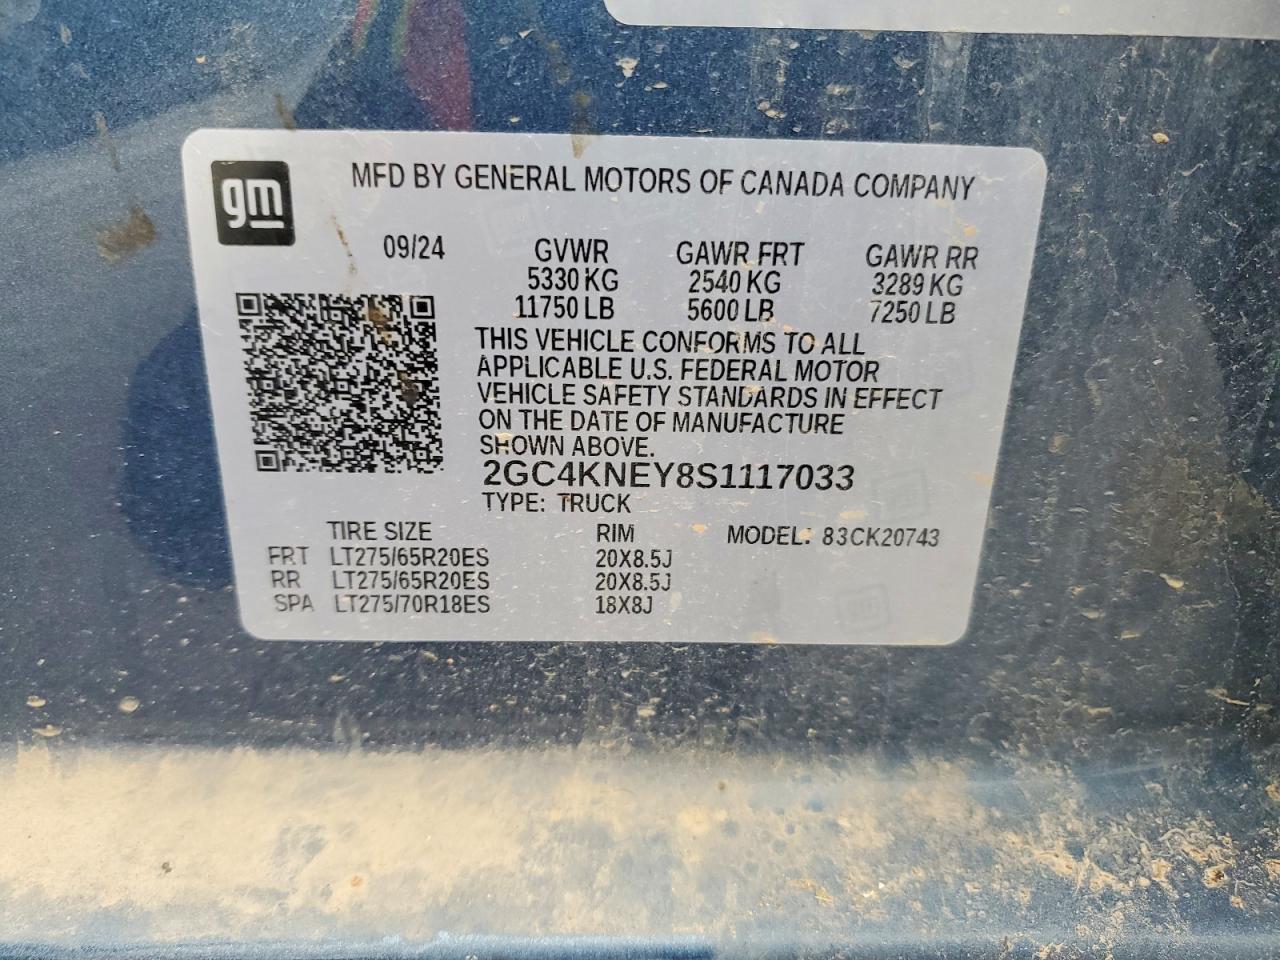 gm
MFD BY GENERAL MOTORS OF CANADA COMPANY
09/24 GVWR GAWR FRT GAWR RR
5330 KG 2540 KG 3289 KG
11750 LB 5600 LB 7250 LB
THIS VEHICLE CONFORMS TO ALL
APPLICABLE U.S. FEDERAL MOTOR
VEHICLE SAFETY STANDARDS IN EFFECT
ON THE DATE OF MANUFACTURE
SHOWN ABOVE.
2GC4KNEY8S1117033
TYPE: TRUCK
TIRE SIZE RIM MODEL: 83CK20743
FRT LT275/65R20ES 20X8.5J
RR LT275/65R20ES 20X8.5J
SPA LT275/70R18ES 18X8J